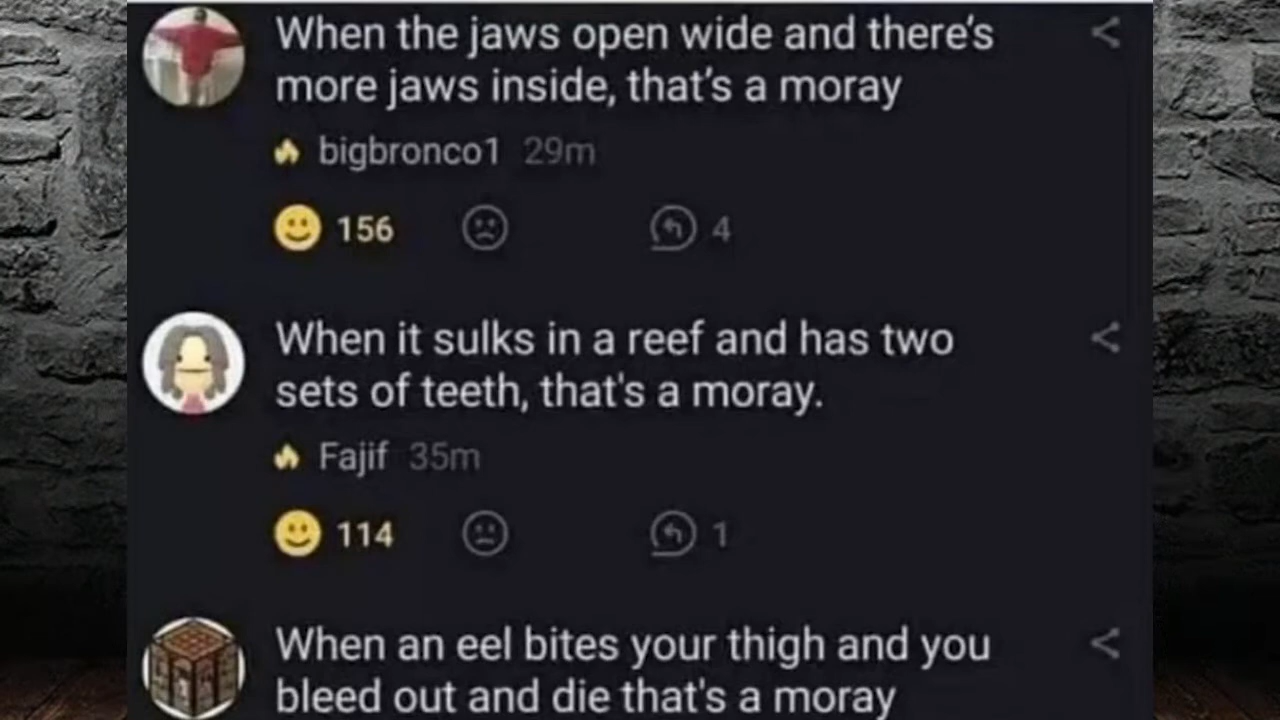 When the jaws open wide and there's
more jaws inside, that's a moray
bigbronco1 29m
156 4
When it sulks in a reef and has two
sets of teeth, that's a moray.
Fajif 35m
114 1
When an eel bites your thigh and you
bleed out and die that's a moray